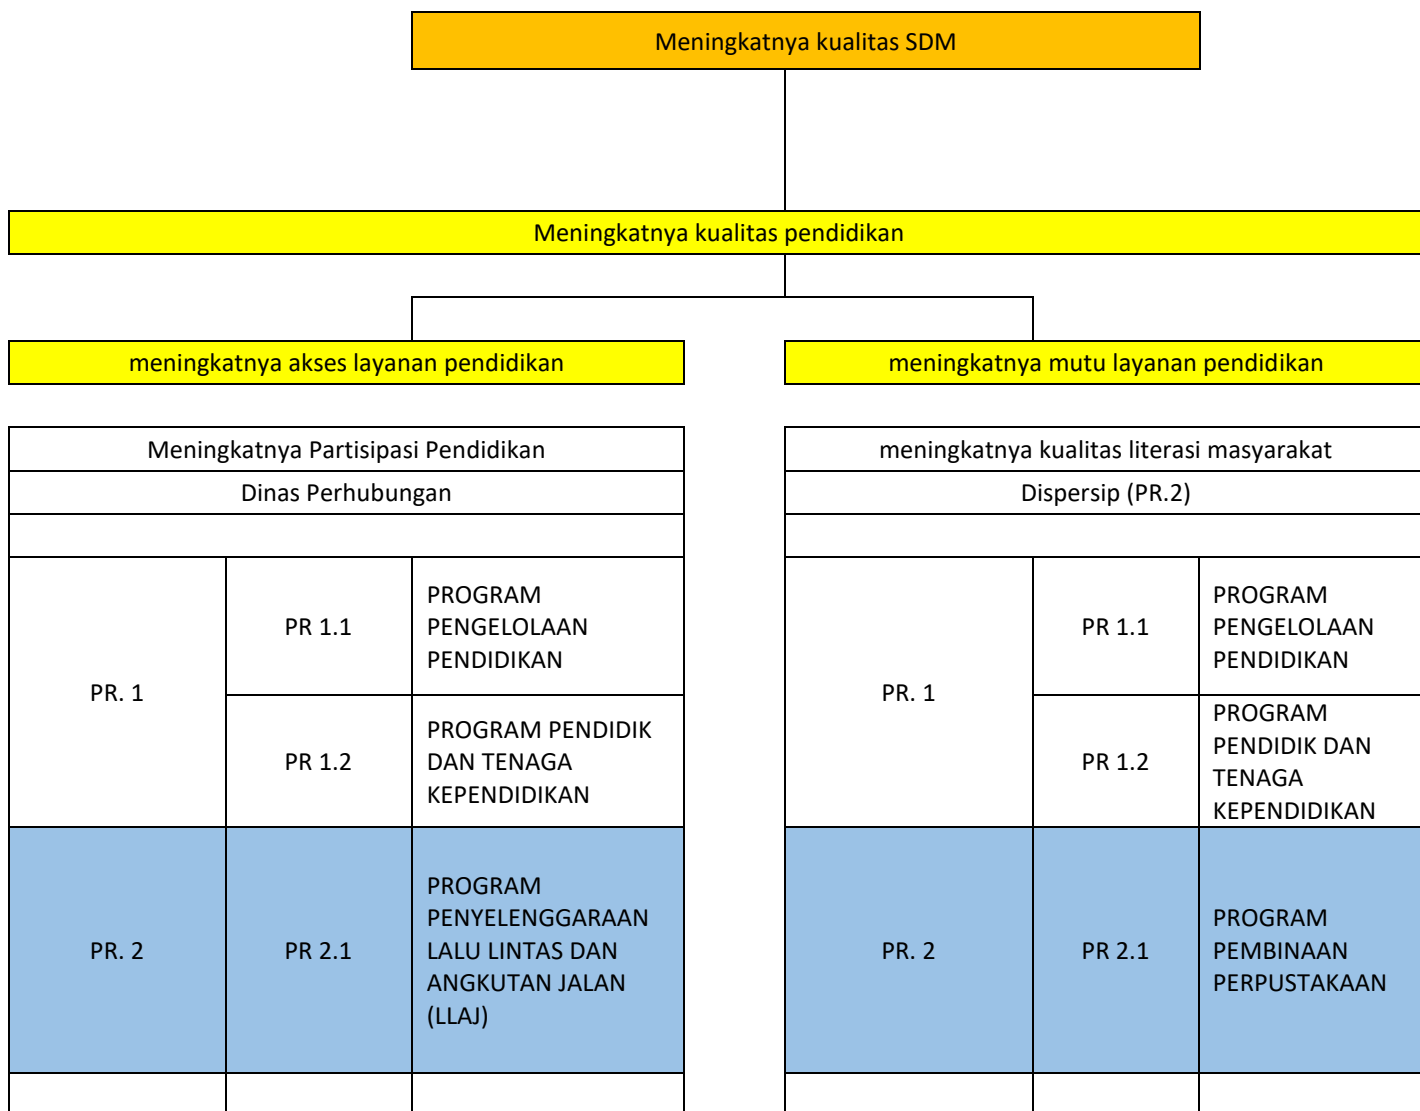 Meningkatnya kualitas SDM
Meningkatnya kualitas pendidikan
meningkatnya akses layanan pendidikan
meningkatnya mutu layanan pendidikan
Meningkatnya Partisipasi Pendidikan
Dinas Perhubungan
PR. 1
PR 1.1
PROGRAM
PENGELOLAAN
PENDIDIKAN
PR 1.2
PROGRAM PENDIDIK
DAN TENAGA
KEPENDIDIKAN
PR. 2
PR 2.1
PROGRAM
PENYELENGGARAAN
LALU LINTAS DAN
ANGKUTAN JALAN
(LLAJ)
meningkatnya kualitas literasi masyarakat
Dispersip (PR.2)
PR. 1
PR 1.1
PROGRAM
PENGELOLAAN
PENDIDIKAN
PR 1.2
PROGRAM
PENDIDIK DAN
TENAGA
KEPENDIDIKAN
PR. 2
PR 2.1
PROGRAM
PEMBINAAN
PERPUSTAKAAN